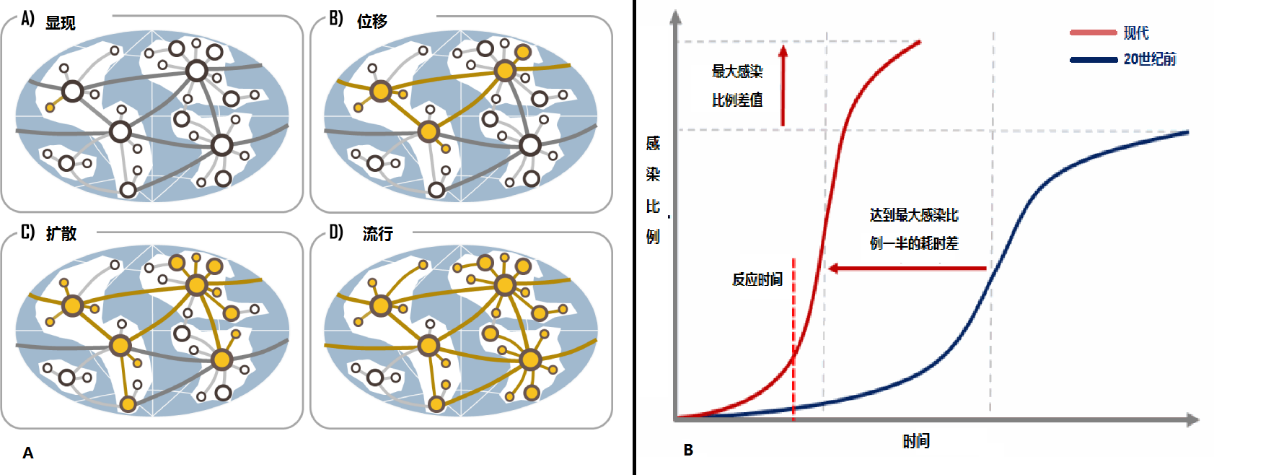 A) 显现
B) 位移
C) 扩散
D) 流行
A
现代
20世纪前
最大感染
比例差值
感
染
比
例
达到最大感染比
例一半的耗时差
反应时间
时间
B